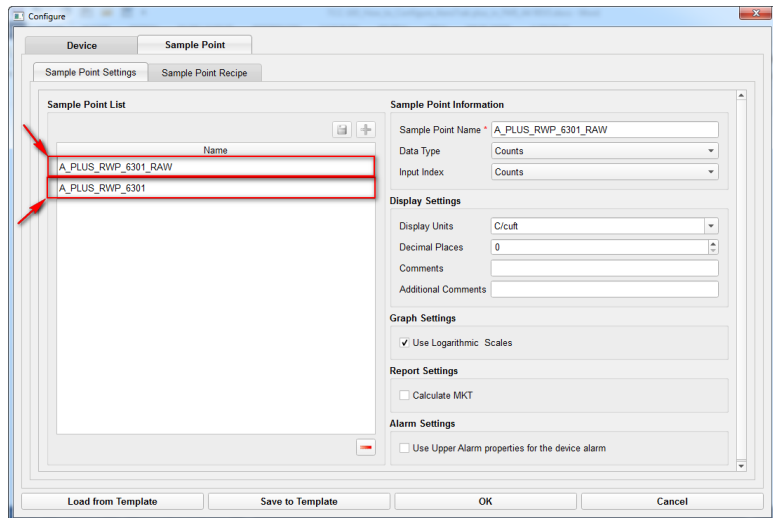 Configure
Device
Sample Point
Sample Point Settings
Sample Point Recipe
Sample Point List
Name
A_PLUS_RWP_6301_RAW
A_PLUS_RWP_6301
Sample Point Information
Sample Point Name * A_PLUS_RWP_6301_RAW
Data Type Counts
Input Index Counts
Display Settings
Display Units C/cuft
Decimal Places 0
Comments
Additional Comments
Graph Settings
Use Logarithmic Scales
Report Settings
Calculate MKT
Alarm Settings
Use Upper Alarm properties for the device alarm
Load from Template
Save to Template
OK
Cancel